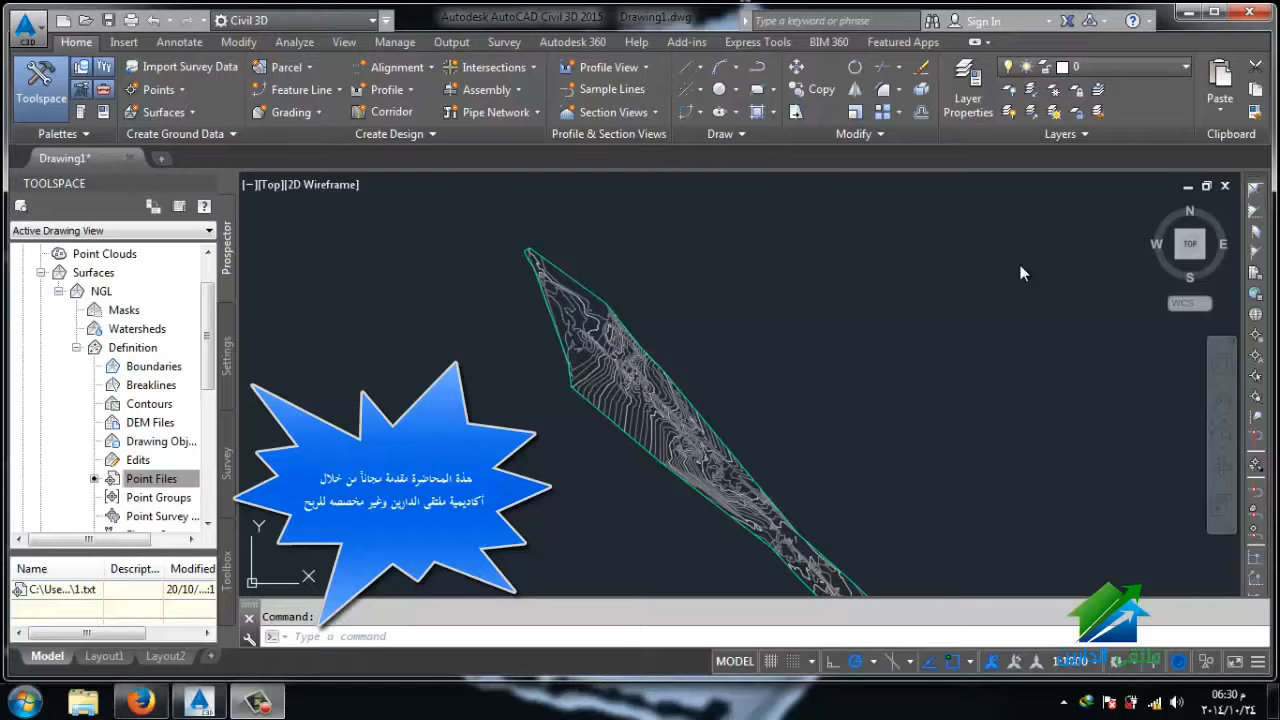 Civil 3D
Autodesk AutoCAD Civil 3D 2015 Drawing1.dwg
Type a keyword or phrase
Sign In
C3D
Home Insert Annotate Modify Analyze View Manage Output Survey Autodesk 360 Help Add-ins Express Tools BIM 360 Featured Apps
Toolspace
Import Survey Data
Points
Surfaces
Parcel
Feature Line
Grading
Alignment
Profile
Corridor
Intersections
Assembly
Pipe Network
Profile View
Sample Lines
Section Views
Copy
Layer
Properties
0
Paste
Palettes
Create Ground Data
Create Design
Profile & Section Views
Draw
Modify
Layers
Clipboard
Drawing1*
TOOLSPACE
Active Drawing View
Point Clouds
Surfaces
NGL
Masks
Watersheds
Definition
Boundaries
Breaklines
Contours
DEM Files
Drawing Obj...
Edits
Point Files
Point Groups
Point Survey
Prospector
Settings
Survey
Toolbox
Name Descript... Modified
C:\Use...\1.txt 20/10/...:1
[−][Top][2D Wireframe]
N
W TOP E
S
WCS
هذة المحاضرة مقدمة مجاناً من خلال
أكاديمية ملتقى الدارين وغير مخصصه للربح
Y
X
Command:
Type a command
Model Layout1 Layout2
MODEL
ملتقى الدارين
06:30 م
٢٠١٤/١٠/٢٤